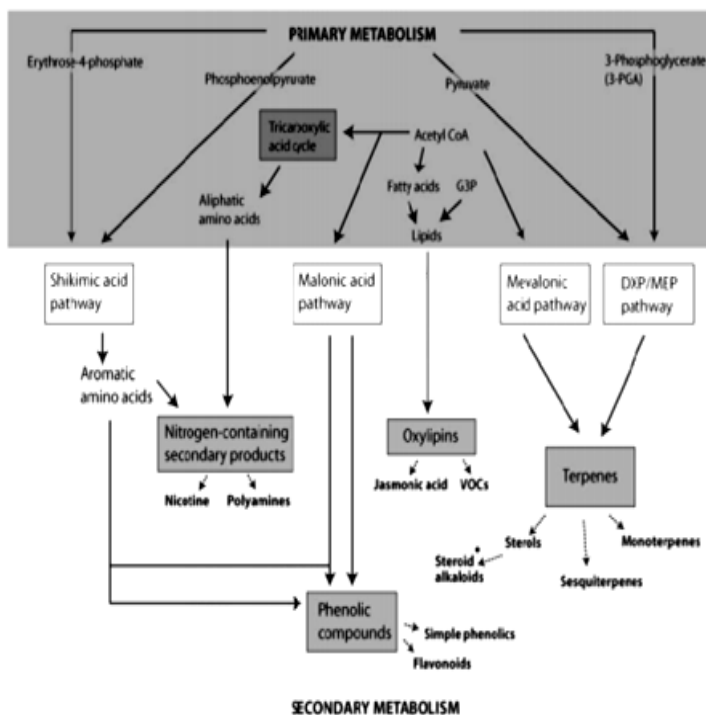 PRIMARY METABOLISM
Erythrose-4-phosphate
Phosphoenolpyruvate
Pyruvate
3-Phosphoglycerate
(3-PGA)
Tricarboxylic
acid cycle
Acetyl CoA
Aliphatic
amino acids
Fatty acids
G3P
Lipids
Shikimic acid
pathway
Malonic acid
pathway
Mevalonic
acid pathway
DXP/MEP
pathway
Aromatic
amino acids
Nitrogen-containing
secondary products
Nicotine
Polyamines
Oxylipins
Jasmonic acid
VOCs
Terpenes
Sterols
Monoterpenes
Steroid
alkaloids
Sesquiterpenes
Phenolic
compounds
Simple phenolics
Flavonoids
SECONDARY METABOLISM